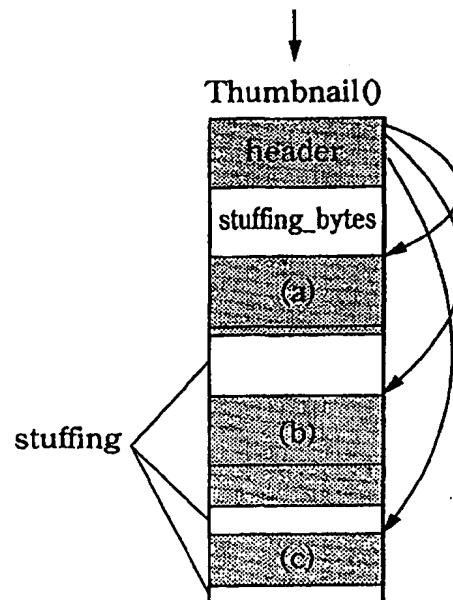 Thumbnail()
header
stuffing_bytes
(a)
(b)
stuffing
(c)